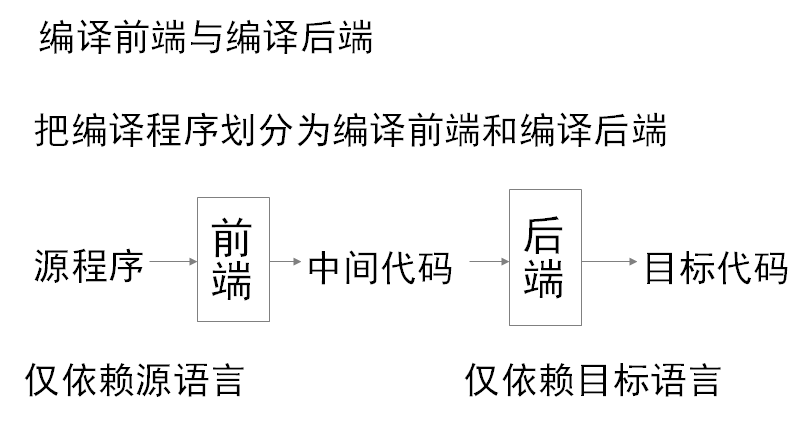 编译前端与编译后端
把编译程序划分为编译前端和编译后端
源程序 前端 中间代码 后端 目标代码
仅依赖源语言 仅依赖目标语言